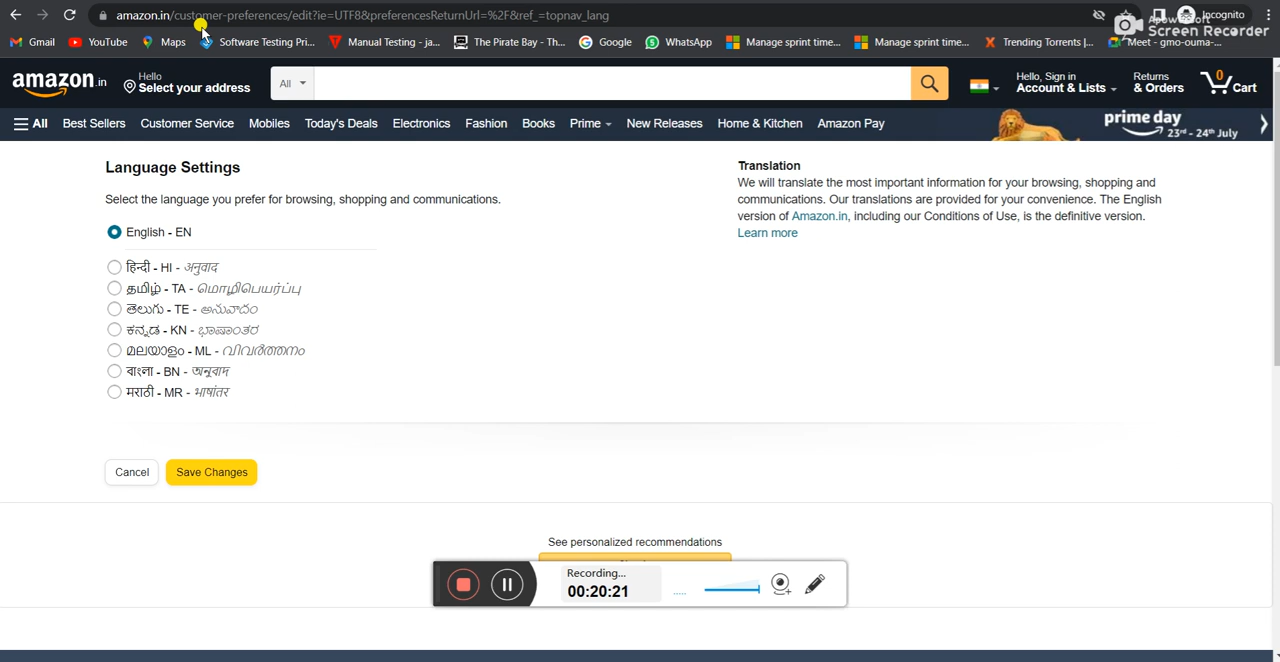 amazon.in/customer-preferences/edit?ie=UTF8&preferencesReturnUrl=%2F&ref_=topnav_lang
Incognito
Apowersoft
Screen Recorder
Gmail YouTube Maps Software Testing Pri... Manual Testing - ja... The Pirate Bay - Th... Google WhatsApp Manage sprint time... Manage sprint time... Trending Torrents |... Meet - gmo-ouma-...
amazon.in
Hello
Select your address
All
Hello, Sign in
Account & Lists
Returns
& Orders
0
Cart
All Best Sellers Customer Service Mobiles Today's Deals Electronics Fashion Books Prime New Releases Home & Kitchen Amazon Pay
prime day
23rd - 24th July
Language Settings
Select the language you prefer for browsing, shopping and communications.
English - EN
हिन्दी - HI - अनुवाद
தமிழ் - TA - மொழிபெயர்ப்பு
తెలుగు - TE - అనువాదం
ಕನ್ನಡ - KN - ಭಾಷಾಂತರ
മലയാളം - ML - വിവർത്തനം
বাংলা - BN - অনুবাদ
मराठी - MR - भाषांतर
Translation
We will translate the most important information for your browsing, shopping and
communications. Our translations are provided for your convenience. The English
version of Amazon.in, including our Conditions of Use, is the definitive version.
Learn more
Cancel
Save Changes
See personalized recommendations
Recording...
00:20:21